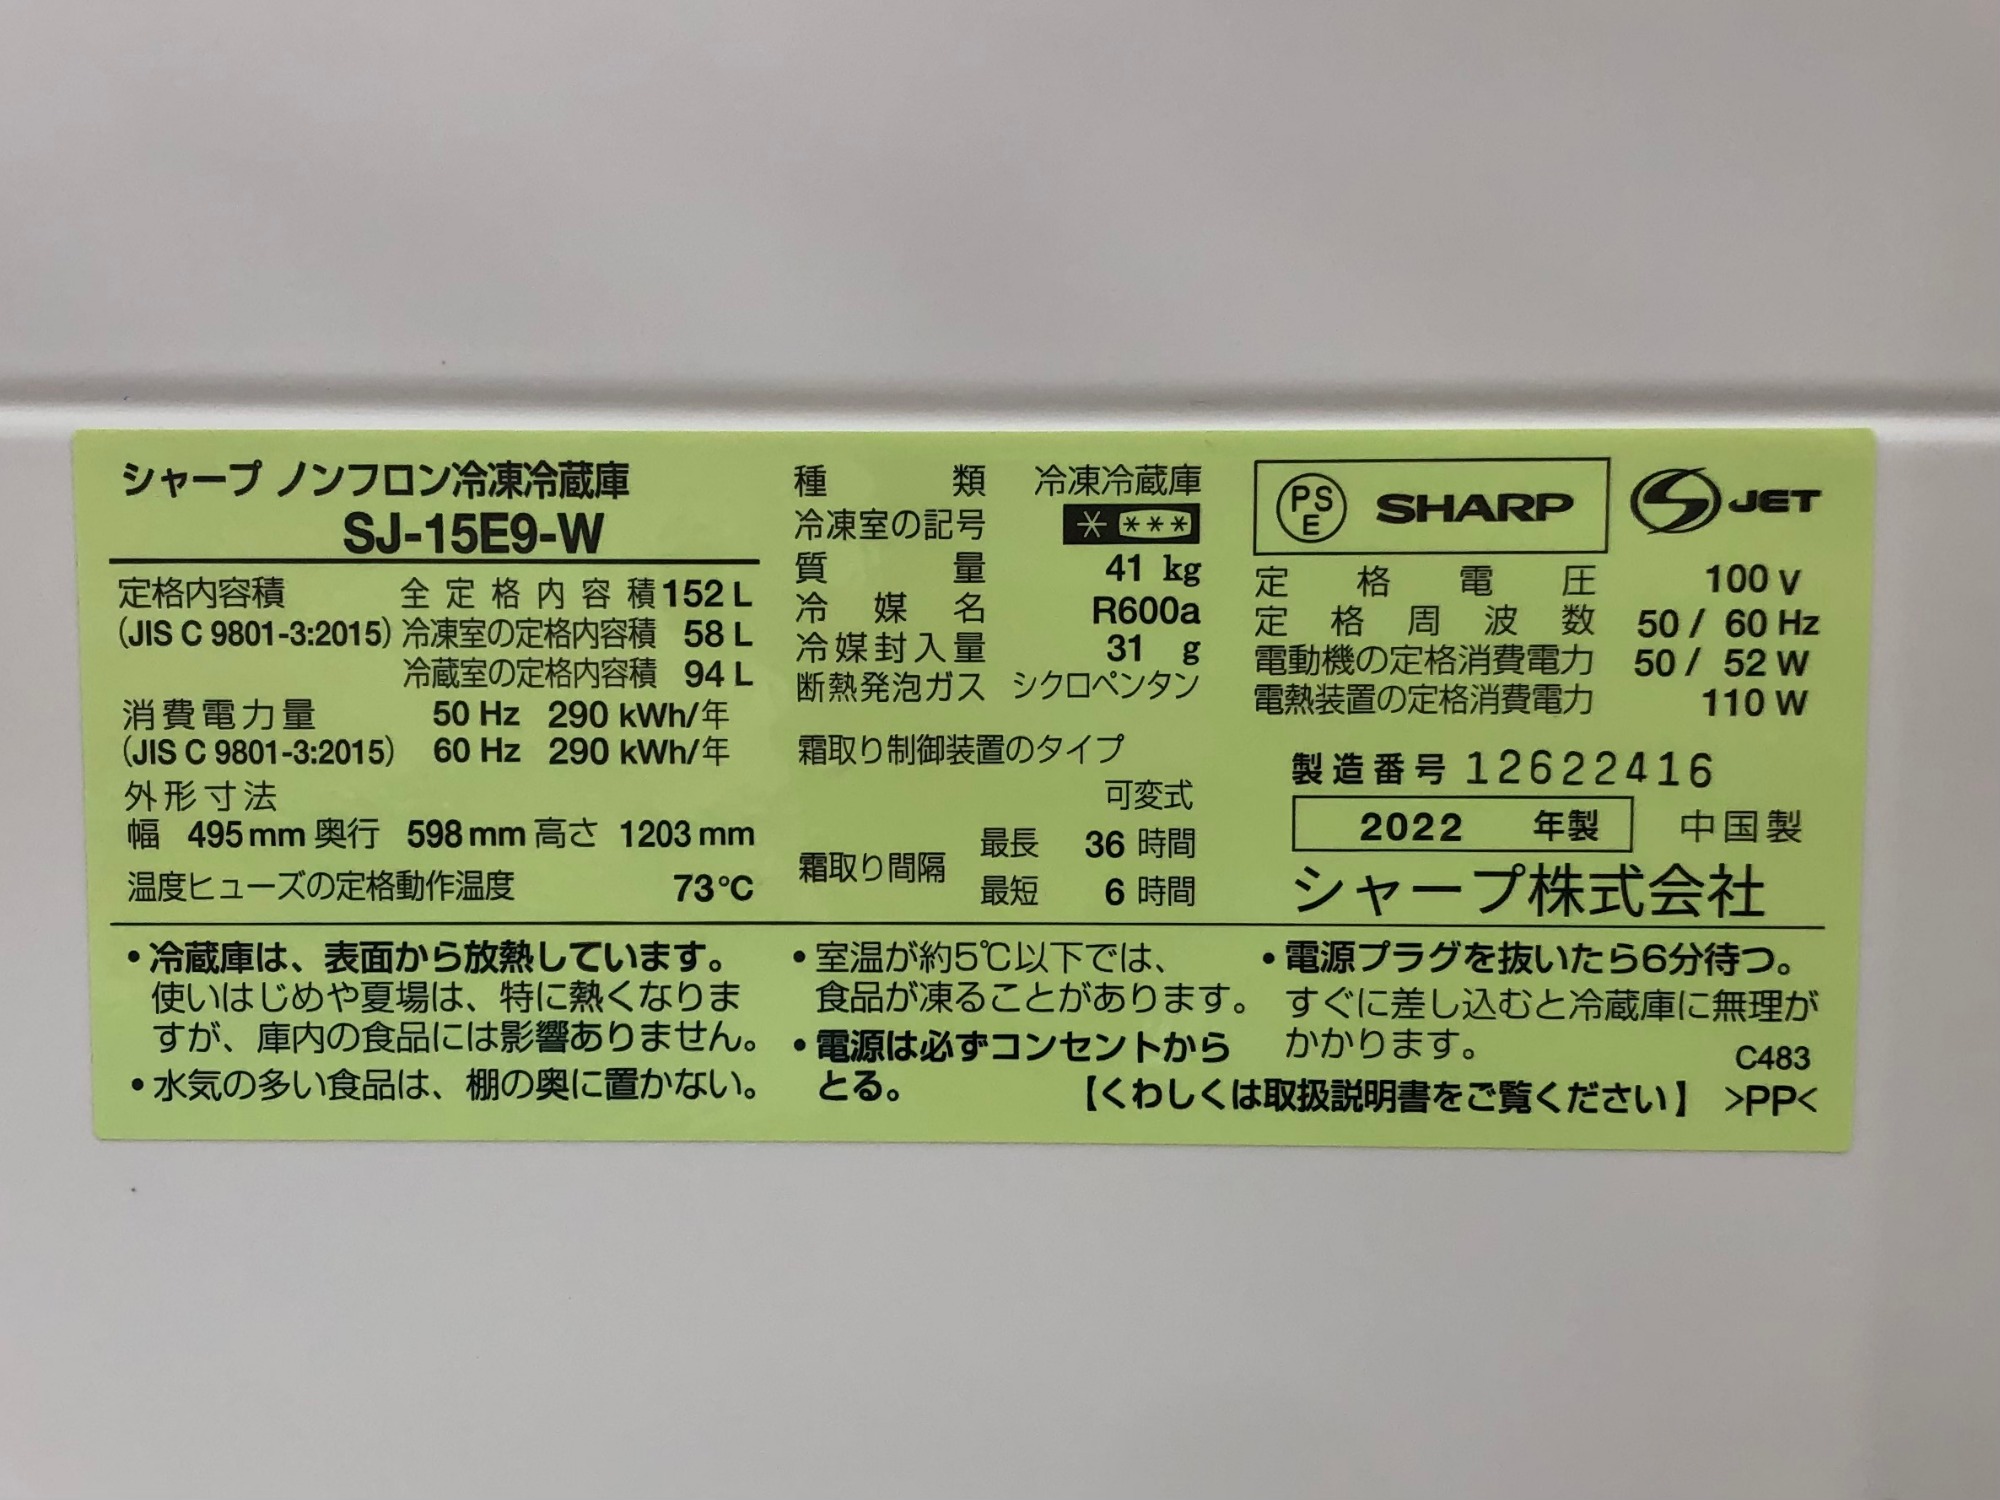 シャープ ノンフロン冷凍冷蔵庫
SJ-15E9-W
定格内容積 全定格内容積 152 L
(JIS C 9801-3:2015) 冷凍室の定格内容積 58 L
冷蔵室の定格内容積 94 L
消費電力量 50 Hz 290 kWh/年
(JIS C 9801-3:2015) 60 Hz 290 kWh/年
外形寸法
幅 495 mm 奥行 598 mm 高さ 1203 mm
温度ヒューズの定格動作温度 73℃
種類 冷凍冷蔵庫
冷凍室の記号 * ***
質量 41 kg
冷媒名 R600a
冷媒封入量 31 g
断熱発泡ガス シクロペンタン
霜取り制御装置のタイプ
可変式
霜取り間隔 最長 36 時間
最短 6 時間
PSE SHARP JET
定格電圧 100 V
定格周波数 50 / 60 Hz
電動機の定格消費電力 50 / 52 W
電熱装置の定格消費電力 110 W
製造番号 12622416
2022 年製 中国製
シャープ株式会社
・冷蔵庫は、表面から放熱しています。
使いはじめや夏場は、特に熱くなりま
すが、庫内の食品には影響ありません。
・水気の多い食品は、棚の奥に置かない。
・室温が約5℃以下では、
食品が凍ることがあります。
・電源は必ずコンセントから
とる。
・電源プラグを抜いたら6分待つ。
すぐに差し込むと冷蔵庫に無理が
かかります。
C483
【くわしくは取扱説明書をご覧ください】 >PP<